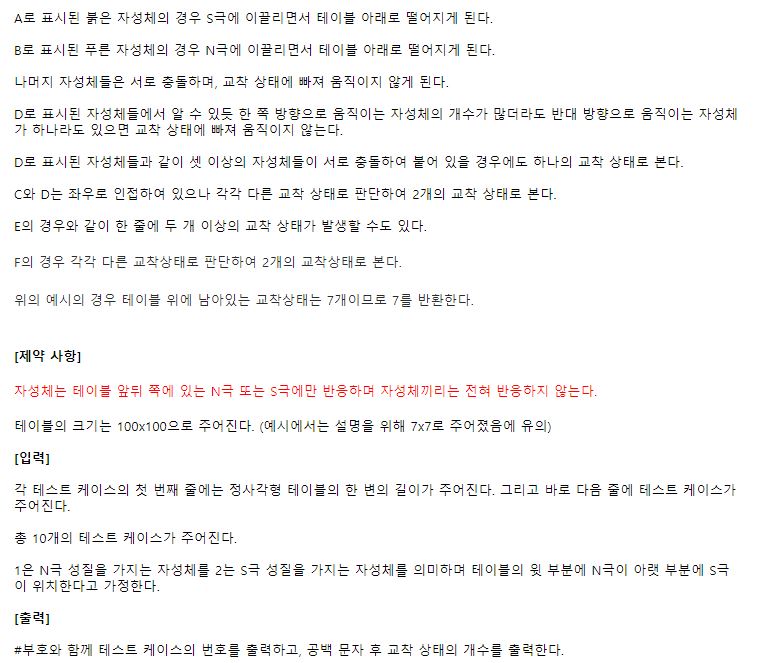 A로 표시된 붉은 자성체의 경우 S극에 이끌리면서 테이블 아래로 떨어지게 된다.
B로 표시된 푸른 자성체의 경우 N극에 이끌리면서 테이블 아래로 떨어지게 된다.
나머지 자성체들은 서로 충돌하며, 교착 상태에 빠져 움직이지 않게 된다.
D로 표시된 자성체들에서 알 수 있듯 한 쪽 방향으로 움직이는 자성체의 개수가 많더라도 반대 방향으로 움직이는 자성체
가 하나라도 있으면 교착 상태에 빠져 움직이지 않는다.
D로 표시된 자성체들과 같이 셋 이상의 자성체들이 서로 충돌하여 붙어 있을 경우에도 하나의 교착 상태로 본다.
C와 D는 좌우로 인접하여 있으나 각각 다른 교착 상태로 판단하여 2개의 교착 상태로 본다.
E의 경우와 같이 한 줄에 두 개 이상의 교착 상태가 발생할 수도 있다.
F의 경우 각각 다른 교착상태로 판단하여 2개의 교착상태로 본다.
위의 예시의 경우 테이블 위에 남아있는 교착상태는 7개이므로 7를 반환한다.
[제약 사항]
자성체는 테이블 앞뒤 쪽에 있는 N극 또는 S극에만 반응하며 자성체끼리는 전혀 반응하지 않는다.
테이블의 크기는 100x100으로 주어진다. (예시에서는 설명을 위해 7x7로 주어졌음에 유의)
[입력]
각 테스트 케이스의 첫 번째 줄에는 정사각형 테이블의 한 변의 길이가 주어진다. 그리고 바로 다음 줄에 테스트 케이스가
주어진다.
총 10개의 테스트 케이스가 주어진다.
1은 N극 성질을 가지는 자성체를 2는 S극 성질을 가지는 자성체를 의미하며 테이블의 윗 부분에 N극이 아랫 부분에 S극
이 위치한다고 가정한다.
[출력]
#부호와 함께 테스트 케이스의 번호를 출력하고, 공백 문자 후 교착 상태의 개수를 출력한다.